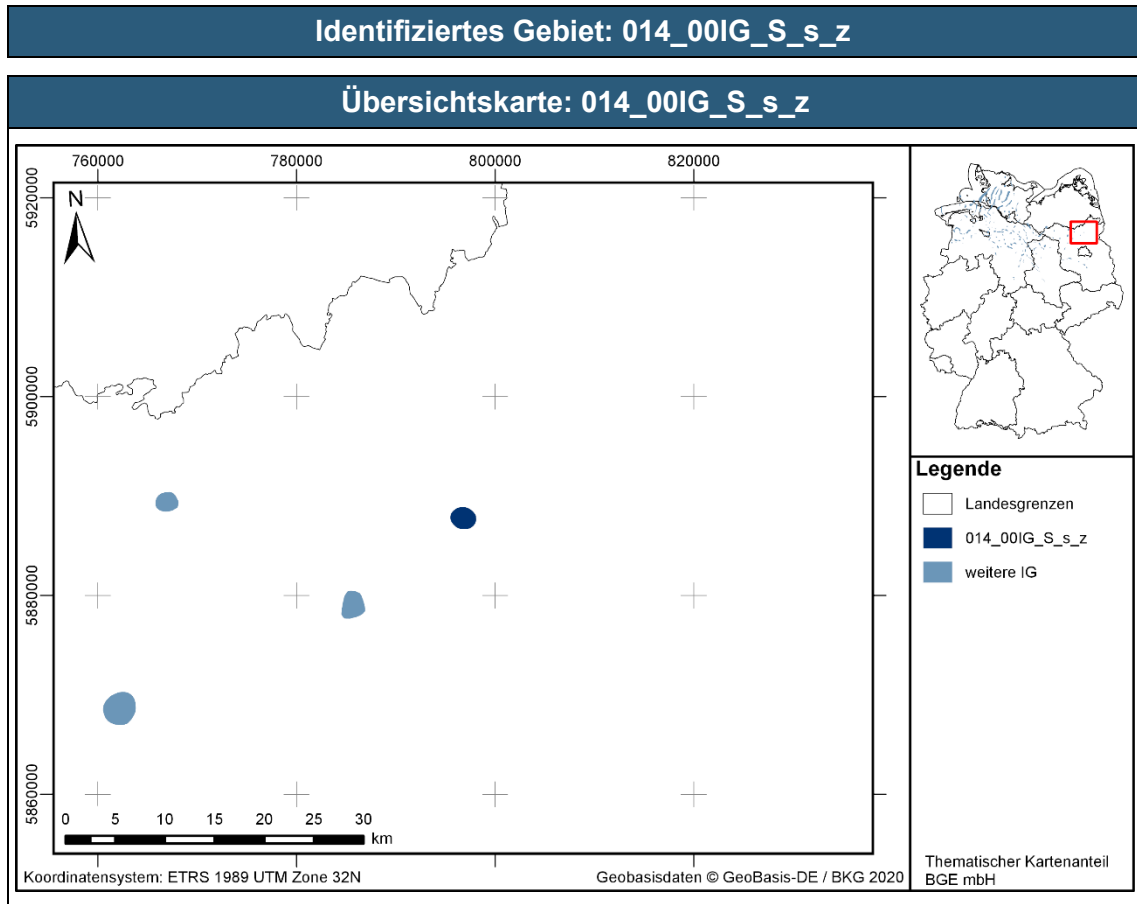 Identifiziertes Gebiet: 014_00IG_S_s_z
Übersichtskarte: 014_00IG_S_s_z
760000 780000 800000 820000
5920000
5900000
5880000
5860000
N
0 5 10 15 20 25 30
km
Koordinatensystem: ETRS 1989 UTM Zone 32N
Geobasisdaten © GeoBasis-DE / BKG 2020
Legende
Landesgrenzen
014_00IG_S_s_z
weitere IG
Thematischer Kartenanteil
BGE mbH